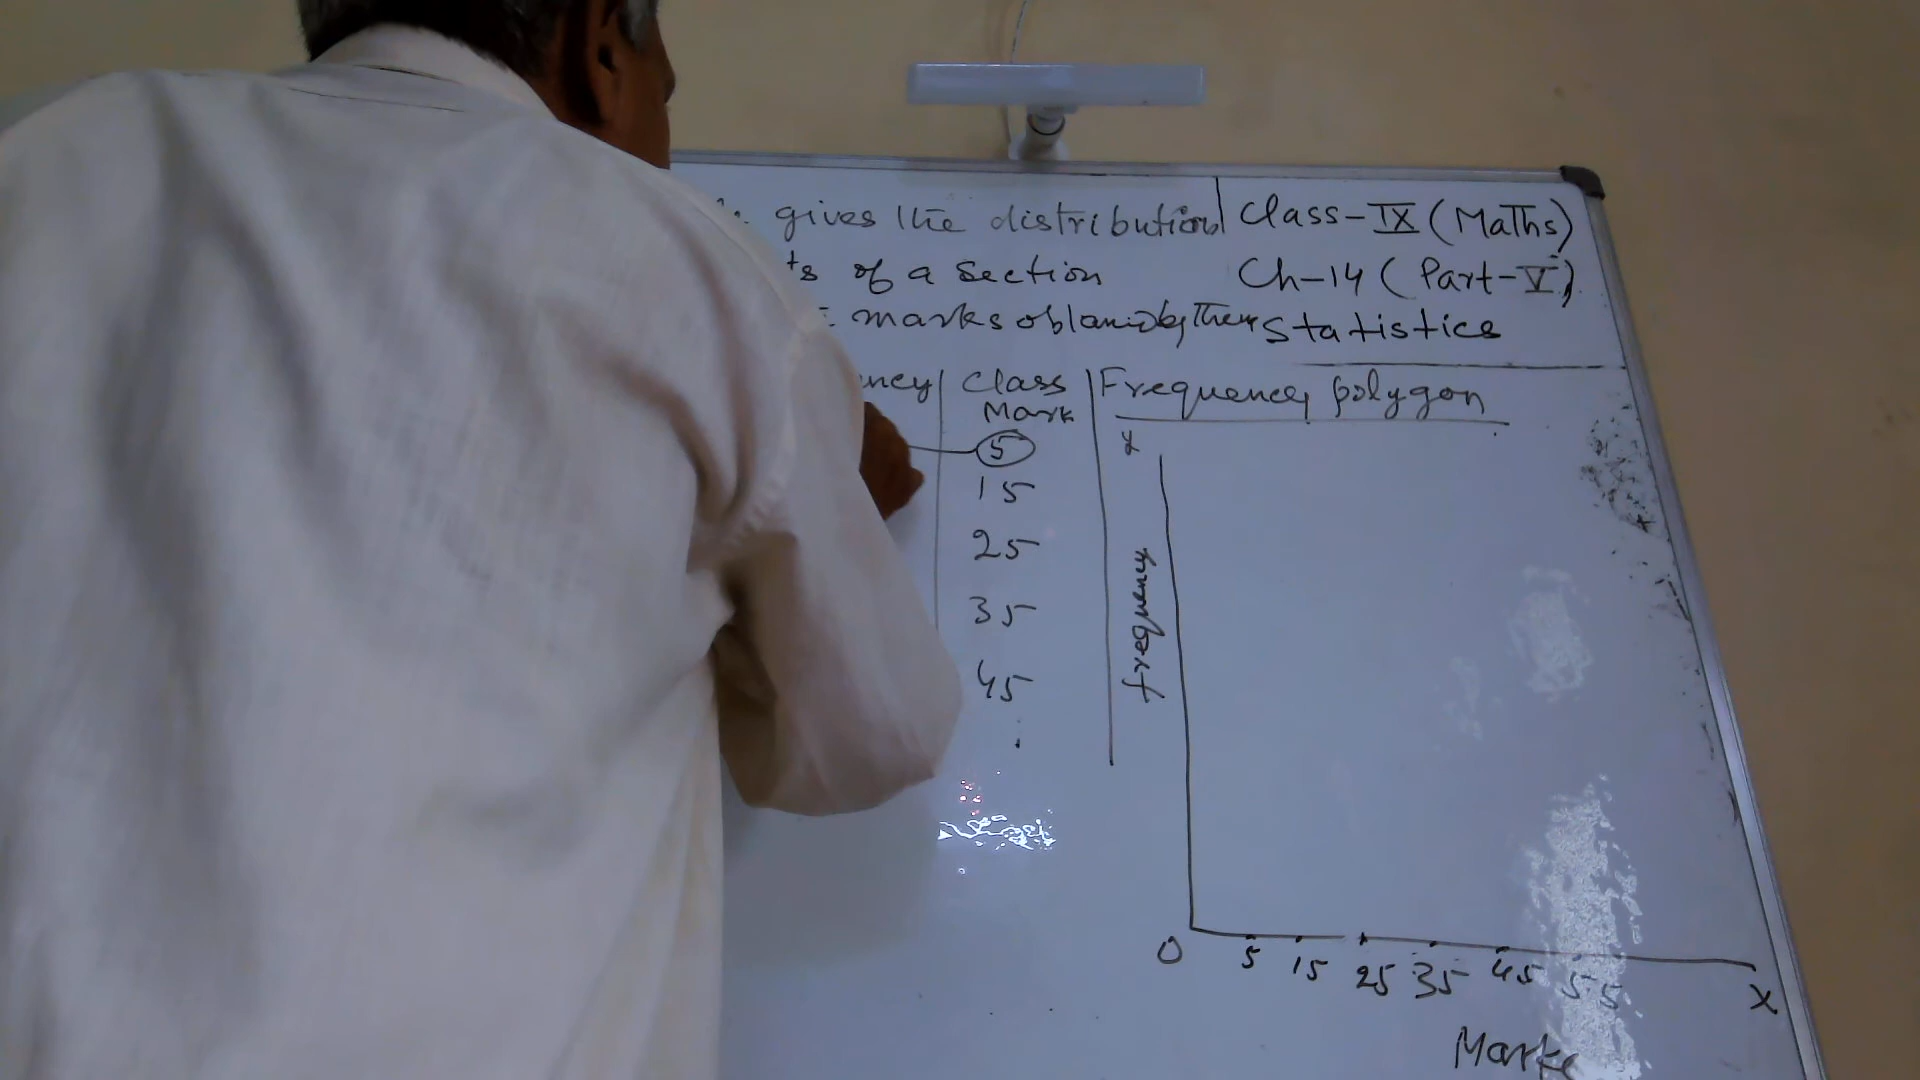 gives the distribution
of a Section
marks obtained by them
Class-IX (Maths)
Ch-14 (Part-V)
Statistics
Class
Mark
5
15
25
35
45
Frequency polygon
Y
frequency
0 5 15 25 35 45 55 X
Marks